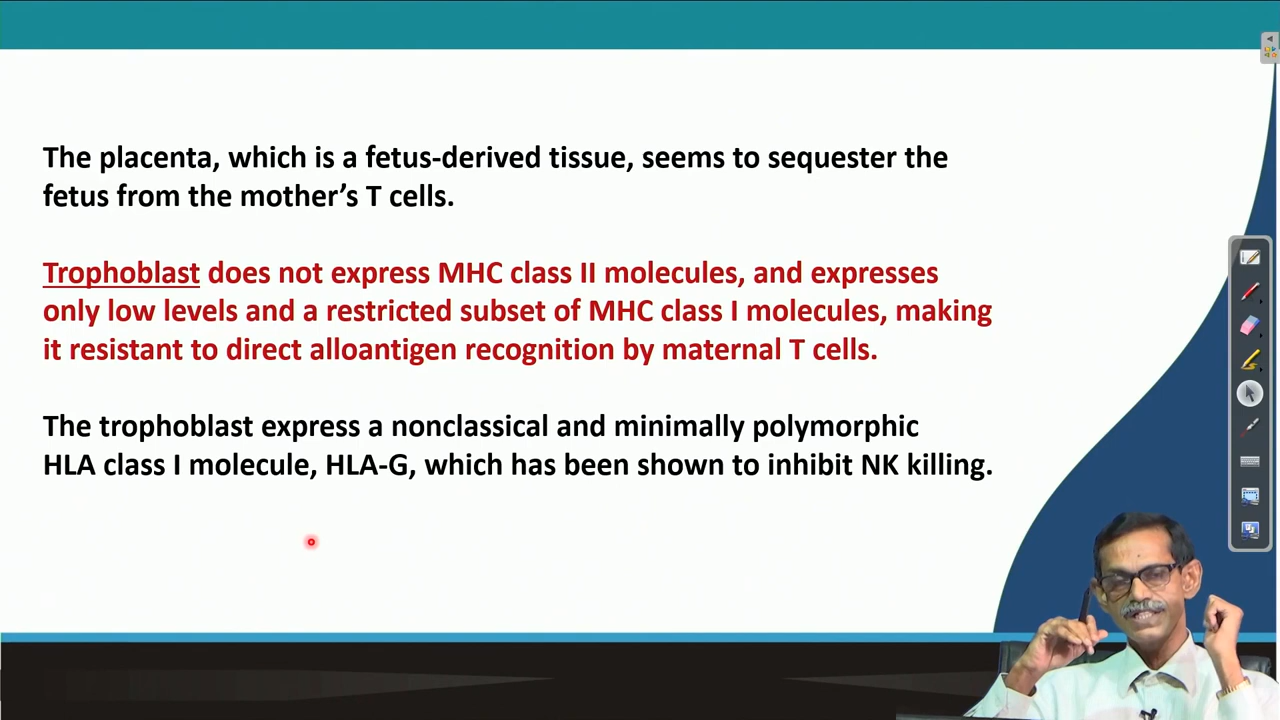 The placenta, which is a fetus-derived tissue, seems to sequester the
fetus from the mother’s T cells.
Trophoblast does not express MHC class II molecules, and expresses
only low levels and a restricted subset of MHC class I molecules, making
it resistant to direct alloantigen recognition by maternal T cells.
The trophoblast express a nonclassical and minimally polymorphic
HLA class I molecule, HLA-G, which has been shown to inhibit NK killing.